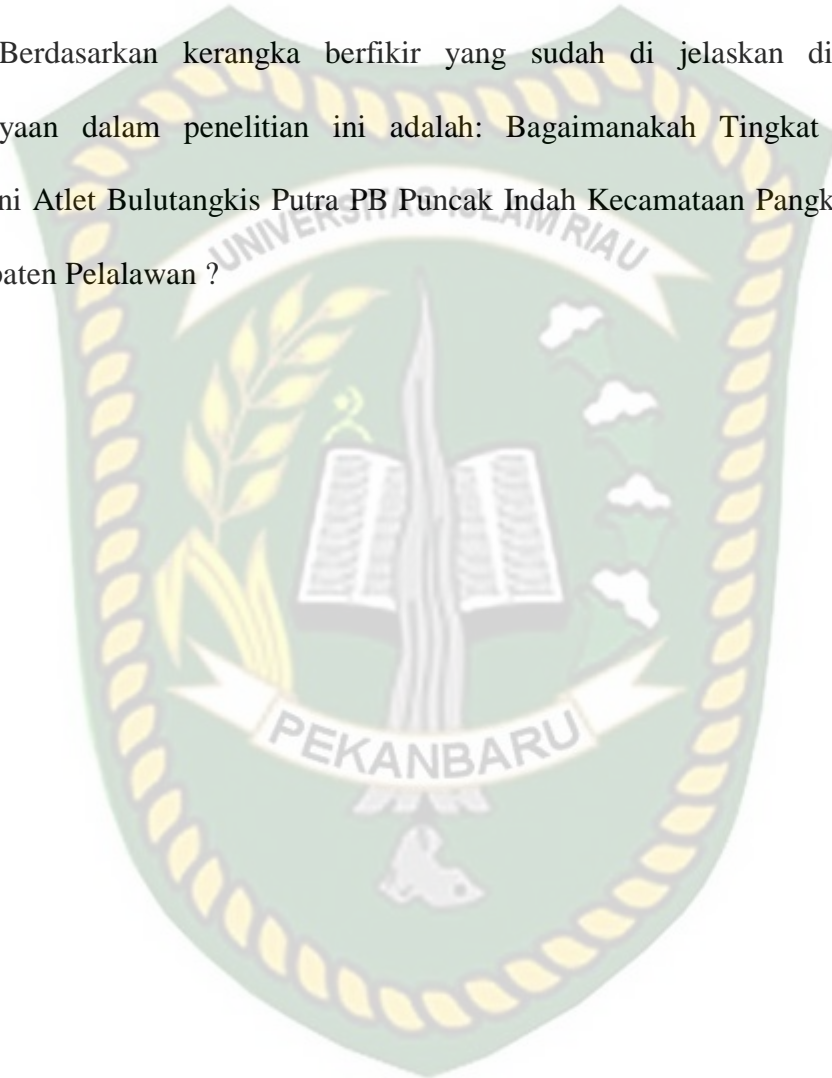 Berdasarkan kerangka berfikir yang sudah di jelaskan di
yaan dalam penelitian ini adalah: Bagaimanakah Tingkat
ni Atlet Bulutangkis Putra PB Puncak Indah Kecamataan Pangk
paten Pelalawan ?
UNIVERSITAS ISLAM RIAU
PEKANBARU